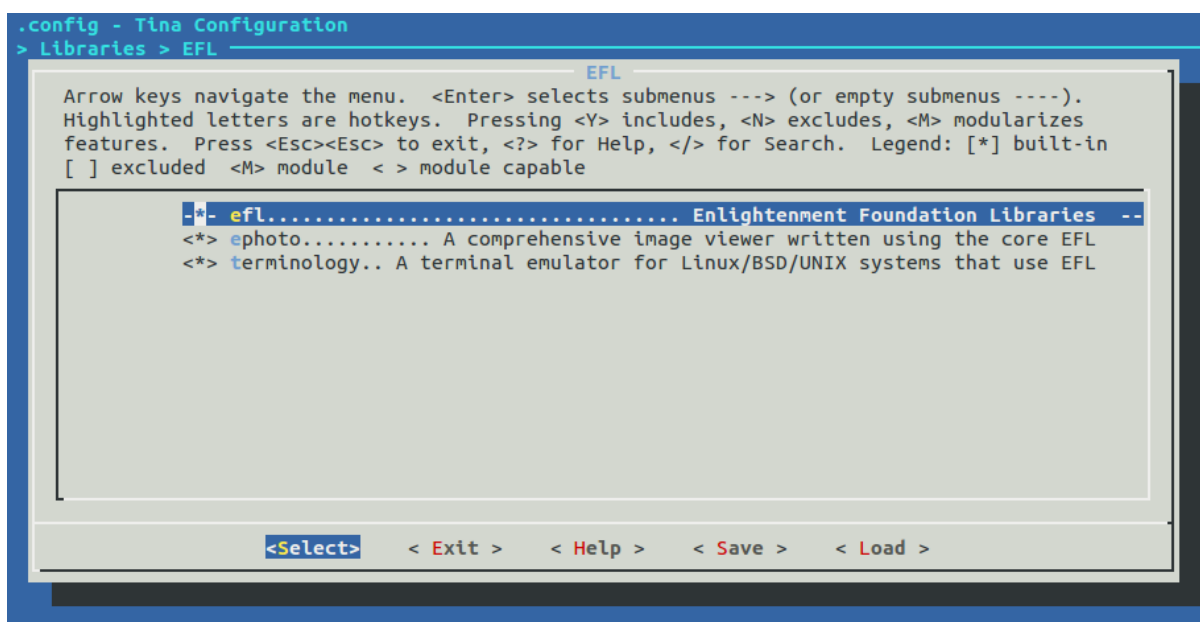 .config - Tina Configuration
> Libraries > EFL
EFL
Arrow keys navigate the menu.  <Enter> selects submenus ---> (or empty submenus ----).
Highlighted letters are hotkeys.  Pressing <Y> includes, <N> excludes, <M> modularizes
features.  Press <Esc><Esc> to exit, <?> for Help, </> for Search.  Legend: [*] built-in
[ ] excluded  <M> module  < > module capable
-*- efl................................... Enlightenment Foundation Libraries  --
<*> ephoto........... A comprehensive image viewer written using the core EFL
<*> terminology.. A terminal emulator for Linux/BSD/UNIX systems that use EFL
<Select>    < Exit >    < Help >    < Save >    < Load >